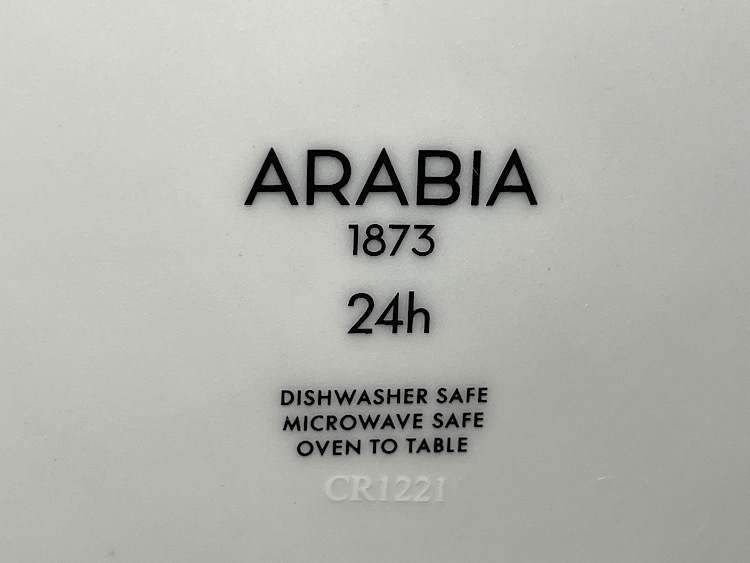 ARABIA
1873
24h
DISHWASHER SAFE
MICROWAVE SAFE
OVEN TO TABLE
CR1221